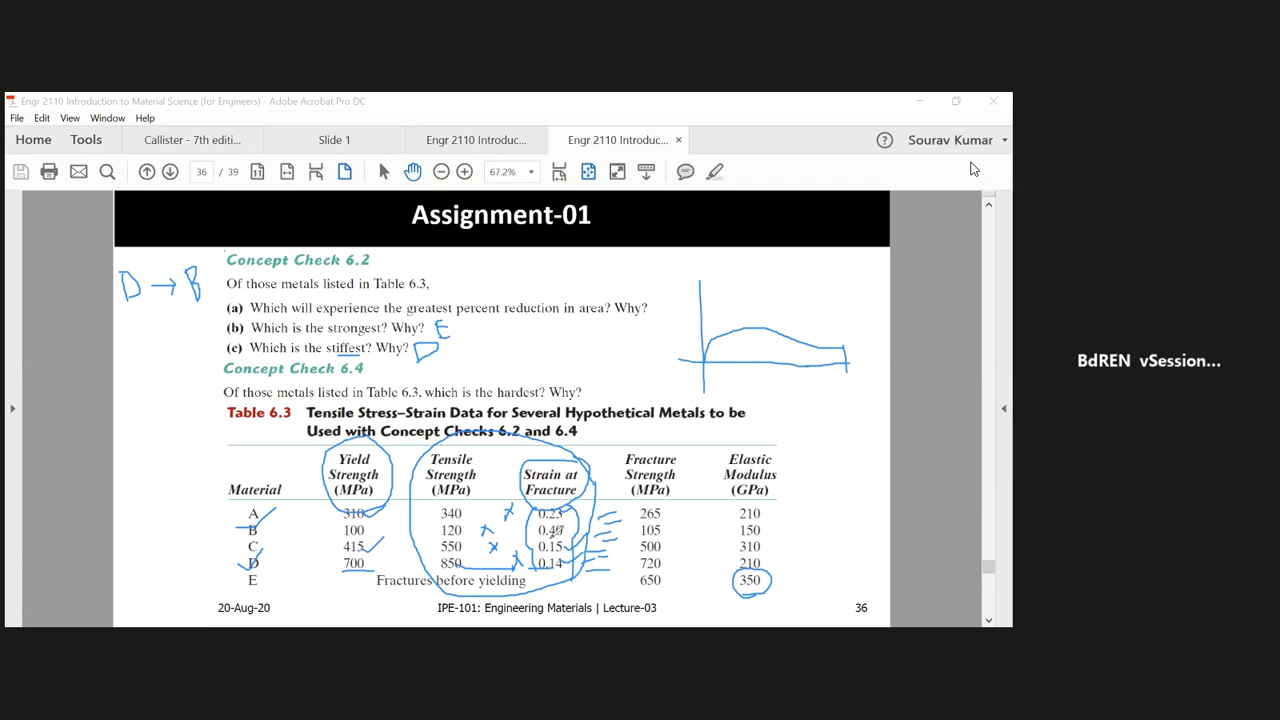 Engr 2110 Introduction to Material Science (for Engineers) - Adobe Acrobat Pro DC
File Edit View Window Help
Home Tools Callister - 7th editi... Slide 1 Engr 2110 Introduc... Engr 2110 Introduc... × Sourav Kumar
36 / 39 67.2%
Assignment-01
Concept Check 6.2
D → B
Of those metals listed in Table 6.3,
(a) Which will experience the greatest percent reduction in area? Why?
(b) Which is the strongest? Why? E
(c) Which is the stiffest? Why? D
Concept Check 6.4
Of those metals listed in Table 6.3, which is the hardest? Why?
Table 6.3 Tensile Stress–Strain Data for Several Hypothetical Metals to be
Used with Concept Checks 6.2 and 6.4
Yield Tensile Fracture Elastic
Strength Strength Strain at Strength Modulus
Material (MPa) (MPa) Fracture (MPa) (GPa)
A 310 340 0.23 265 210
B 100 120 105 150
C 415 550 0.15 500 310
D 700 850 0.14 720 210
E Fractures before yielding 650 350
20-Aug-20 IPE-101: Engineering Materials | Lecture-03 36
BdREN vSession...